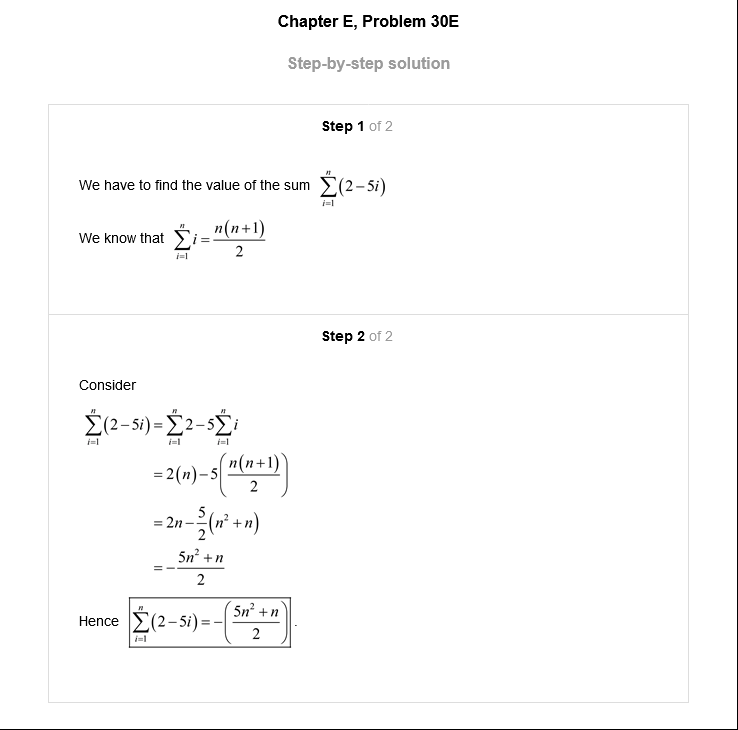 Chapter E, Problem 30E
Step-by-step solution
Step 1 of 2
We have to find the value of the sum $\sum_{i=1}^{n}(2-5i)$
We know that $\sum_{i=1}^{n} i = \frac{n(n+1)}{2}$
Step 2 of 2
Consider
$\sum_{i=1}^{n}(2-5i) = \sum_{i=1}^{n} 2 - 5\sum_{i=1}^{n} i$
$= 2(n) - 5\left(\frac{n(n+1)}{2}\right)$
$= 2n - \frac{5}{2}(n^2+n)$
$= -\frac{5n^2+n}{2}$
Hence $\sum_{i=1}^{n}(2-5i) = -\left(\frac{5n^2+n}{2}\right)$.